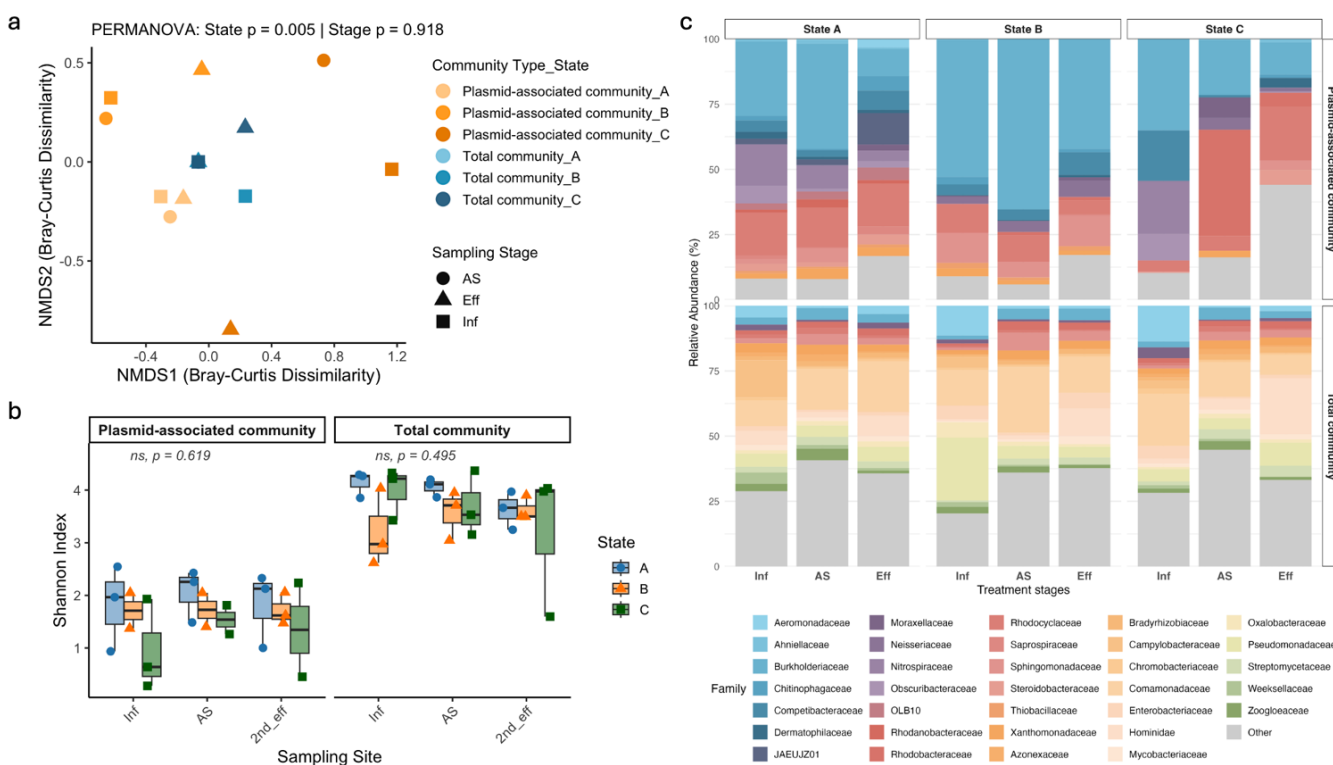 a
PERMANOVA: State p = 0.005 | Stage p = 0.918
NMDS2 (Bray-Curtis Dissimilarity)
0.5
0.0
-0.5
-0.4
0.0
0.4
0.8
1.2
NMDS1 (Bray-Curtis Dissimilarity)
Community Type_State
Plasmid-associated community_A
Plasmid-associated community_B
Plasmid-associated community_C
Total community_A
Total community_B
Total community_C
Sampling Stage
AS
Eff
Inf
b
Plasmid-associated community
Total community
ns, p = 0.619
ns, p = 0.495
Shannon Index
4
3
2
1
Inf
AS
2nd_eff
Inf
AS
2nd_eff
Sampling Site
State
A
B
C
c
State A
State B
State C
Plasmid-associated community
Total community
Relative Abundance (%)
100
75
50
25
0
100
75
50
25
0
Inf
AS
Eff
Inf
AS
Eff
Inf
AS
Eff
Treatment stages
Family
Aeromonadaceae
Ahniellaceae
Burkholderiaceae
Chitinophagaceae
Competibacteraceae
Dermatophilaceae
JAEUJZ01
Moraxellaceae
Neisseriaceae
Nitrospiraceae
Obscuribacteraceae
OLB10
Rhodanobacteraceae
Rhodobacteraceae
Rhodocyclaceae
Saprospiraceae
Sphingomonadaceae
Steroidobacteraceae
Thiobacillaceae
Xanthomonadaceae
Azonexaceae
Bradyrhizobiaceae
Campylobacteraceae
Chromobacteriaceae
Comamonadaceae
Enterobacteriaceae
Hominidae
Mycobacteriaceae
Oxalobacteraceae
Pseudomonadaceae
Streptomycetaceae
Weeksellaceae
Zoogloeaceae
Other